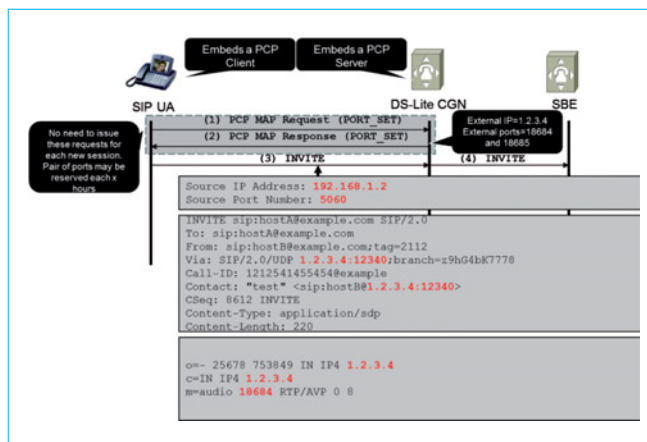 Embeds a PCP
Client
Embeds a PCP
Server
SIP UA
DS-Lite CGN
SBE
(1) PCP MAP Request (PORT_SET)
(2) PCP MAP Response (PORT_SET)
External IP=1.2.3.4
External ports=18684
and 18685
No need to issue
these requests for
each new session.
Pair of ports may be
reserved each x
hours
(3) INVITE
(4) INVITE
Source IP Address: 192.168.1.2
Source Port Number: 5060
INVITE sip:hostA@example.com SIP/2.0
To: sip:hostA@example.com
From: sip:hostB@example.com;tag=2112
Via: SIP/2.0/UDP 1.2.3.4:12340;branch=z9hG4bK7778
Call-ID: 1212541455454@example
Contact: "test" <sip:hostB@1.2.3.4:12340>
CSeq: 8612 INVITE
Content-Type: application/sdp
Content-Length: 220
o=- 25678 753849 IN IP4 1.2.3.4
c=IN IP4 1.2.3.4
m=audio 18684 RTP/AVP 0 8